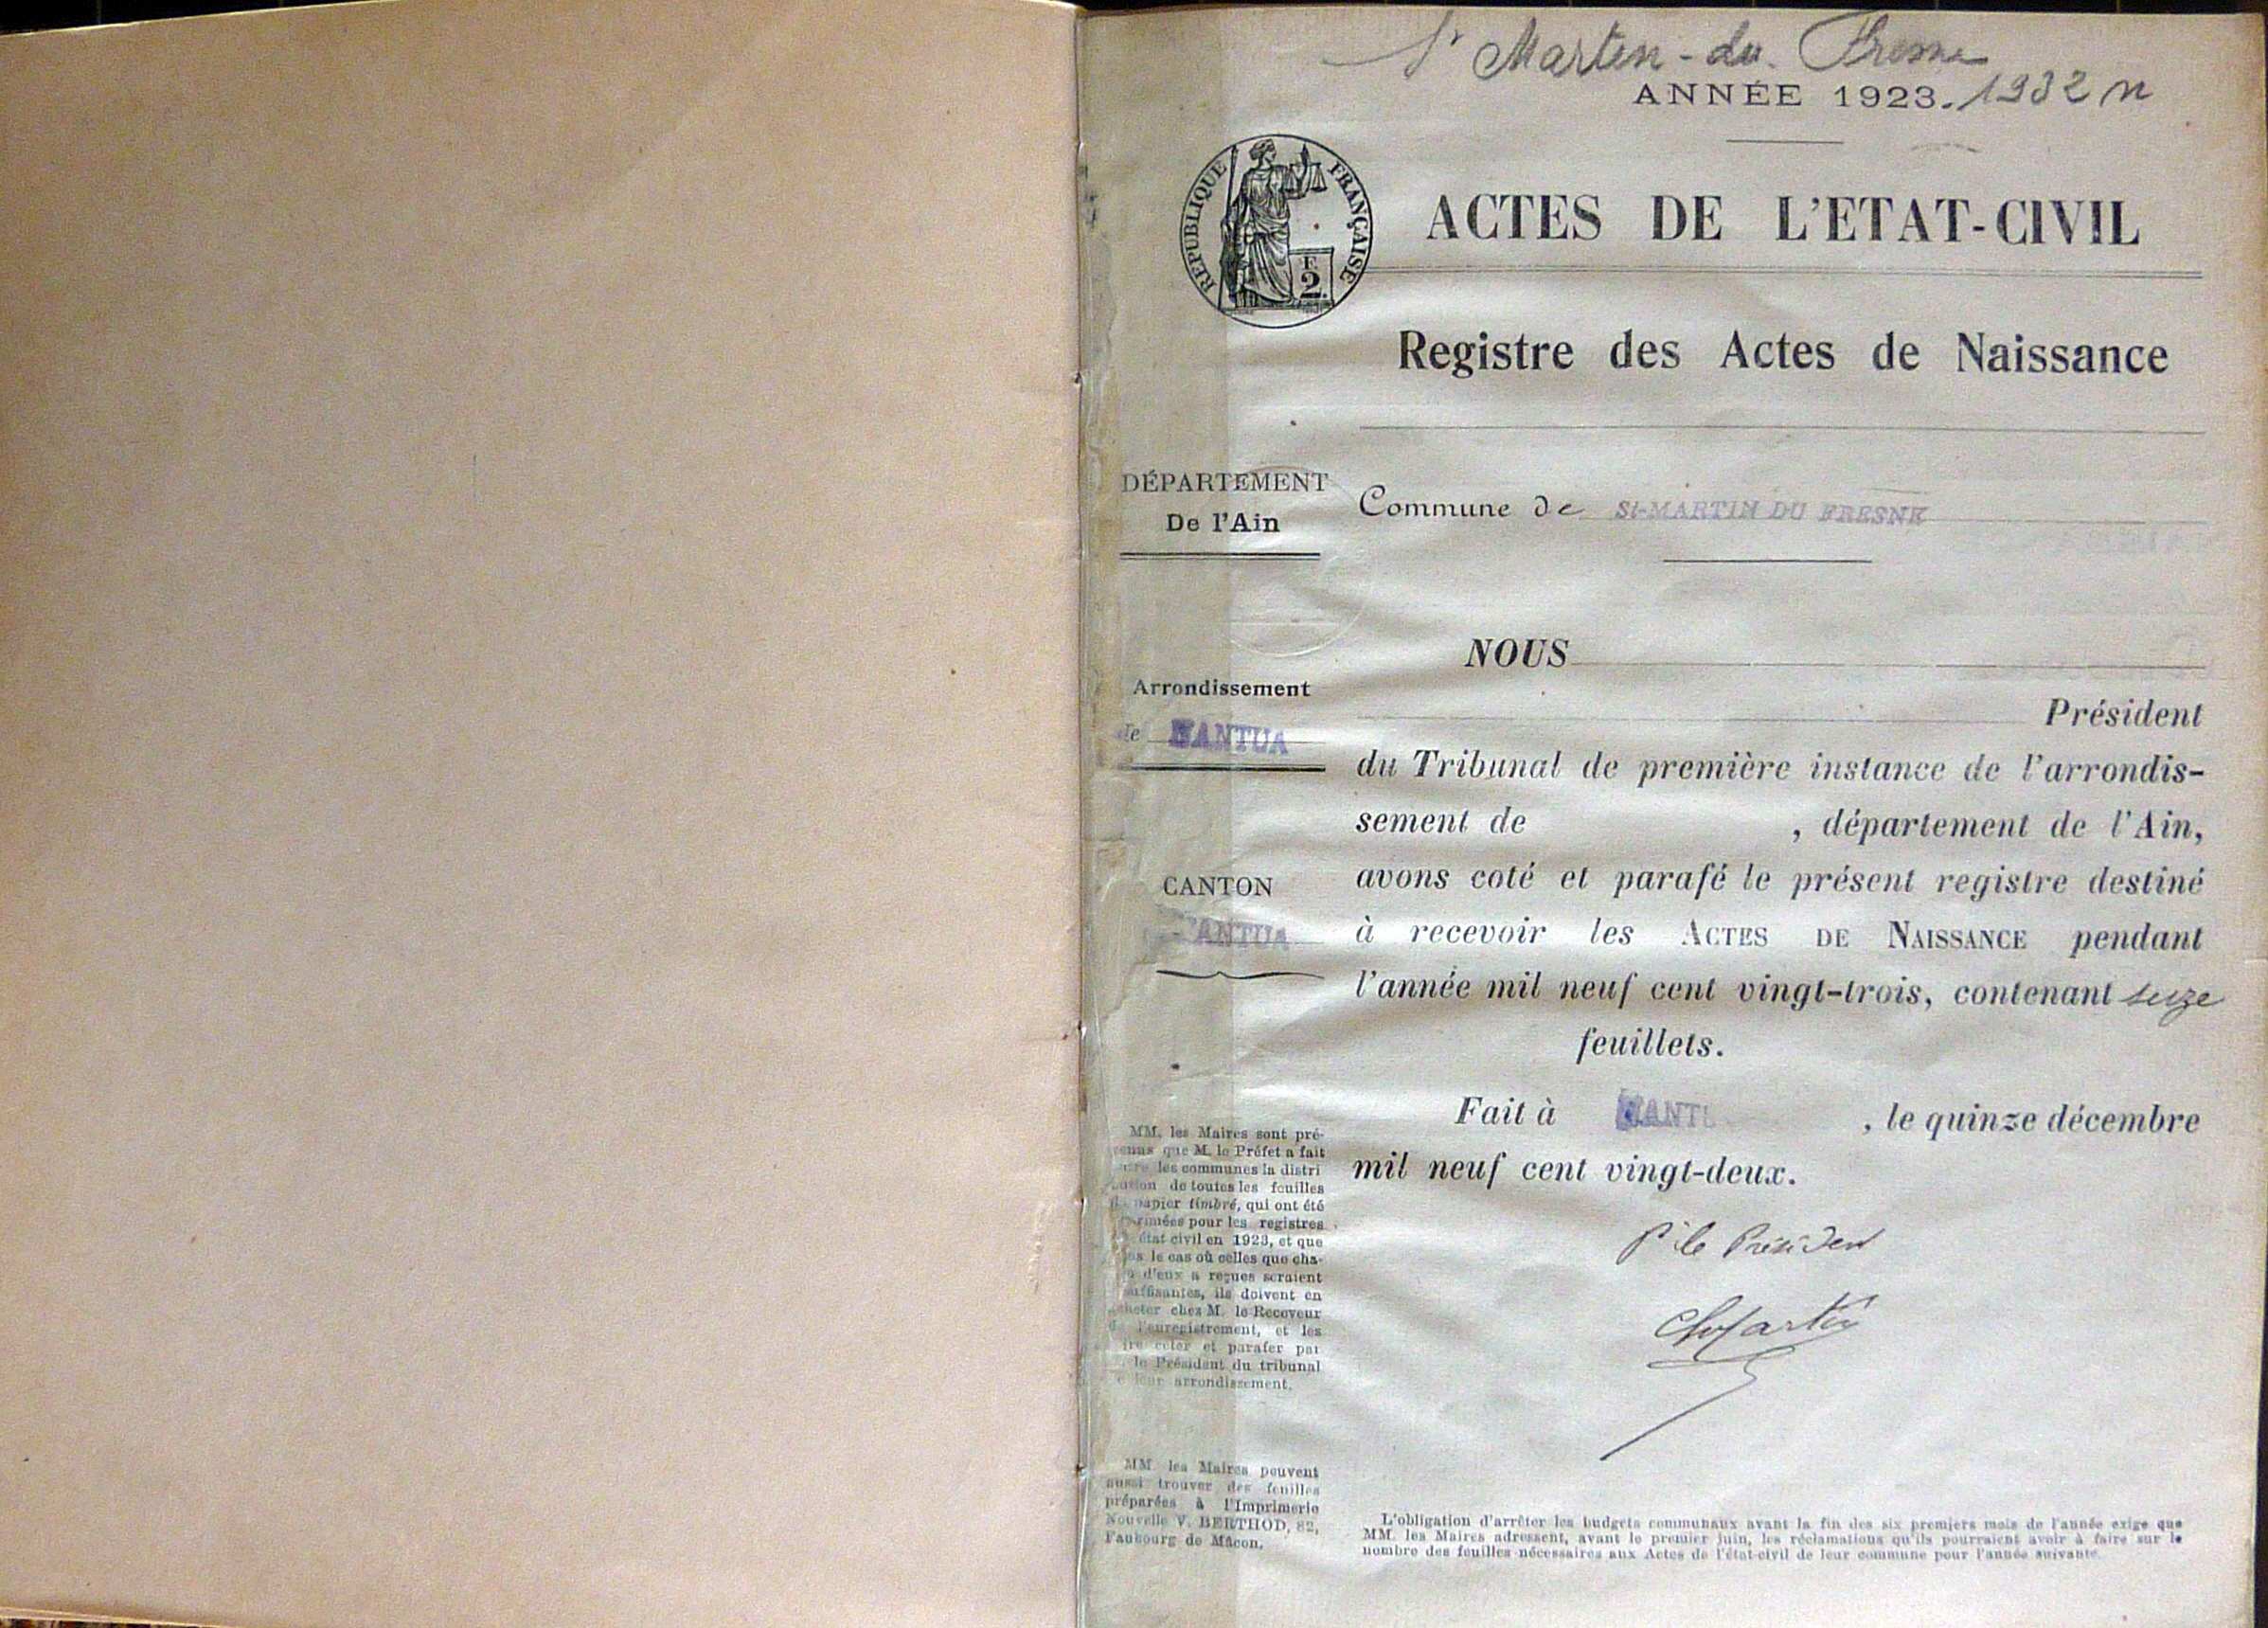 St Martin-du-Fresne
ANNÉE 1923.-1932 n
RÉPUBLIQUE FRANÇAISE
F
2
ACTES DE L'ETAT-CIVIL
Registre des Actes de Naissance
DÉPARTEMENT
De l'Ain
Commune de St-MARTIN DU FRESNE
Arrondissement
de NANTUA
CANTON
NANTUA
NOUS
Président
du Tribunal de première instance de l'arrondis-
sement de , département de l'Ain,
avons coté et parafé le présent registre destiné
à recevoir les ACTES DE NAISSANCE pendant
l'année mil neuf cent vingt-trois, contenant seize
feuillets.
Fait à NANTU , le quinze décembre
mil neuf cent vingt-deux.
P. le Président
MM. les Maires sont pré-
venus que M. le Préfet a fait
les communes la distri
bution de toutes les feuilles
papier timbré, qui ont été
pour les registres
état civil en 1923, et que
le cas où celles que cha-
d'eux a reçues seraient
suffisantes, ils doivent en
acheter chez M. le Receveur
l'enregistrement, et les
coter et parafer par
le Président du tribunal
leur arrondissement.
MM les Maires peuvent
aussi trouver des feuilles
préparées à l'Imprimerie
Nouvelle V. BERTHOD, 82,
Faubourg de Mâcon.
L'obligation d'arrêter les budgets communaux avant la fin des six premiers mois de l'année exige que
MM. les Maires adressent, avant le premier juin, les réclamations qu'ils pourraient avoir à faire sur le
nombre des feuilles nécessaires aux Actes de l'état-civil de leur commune pour l'année suivante.